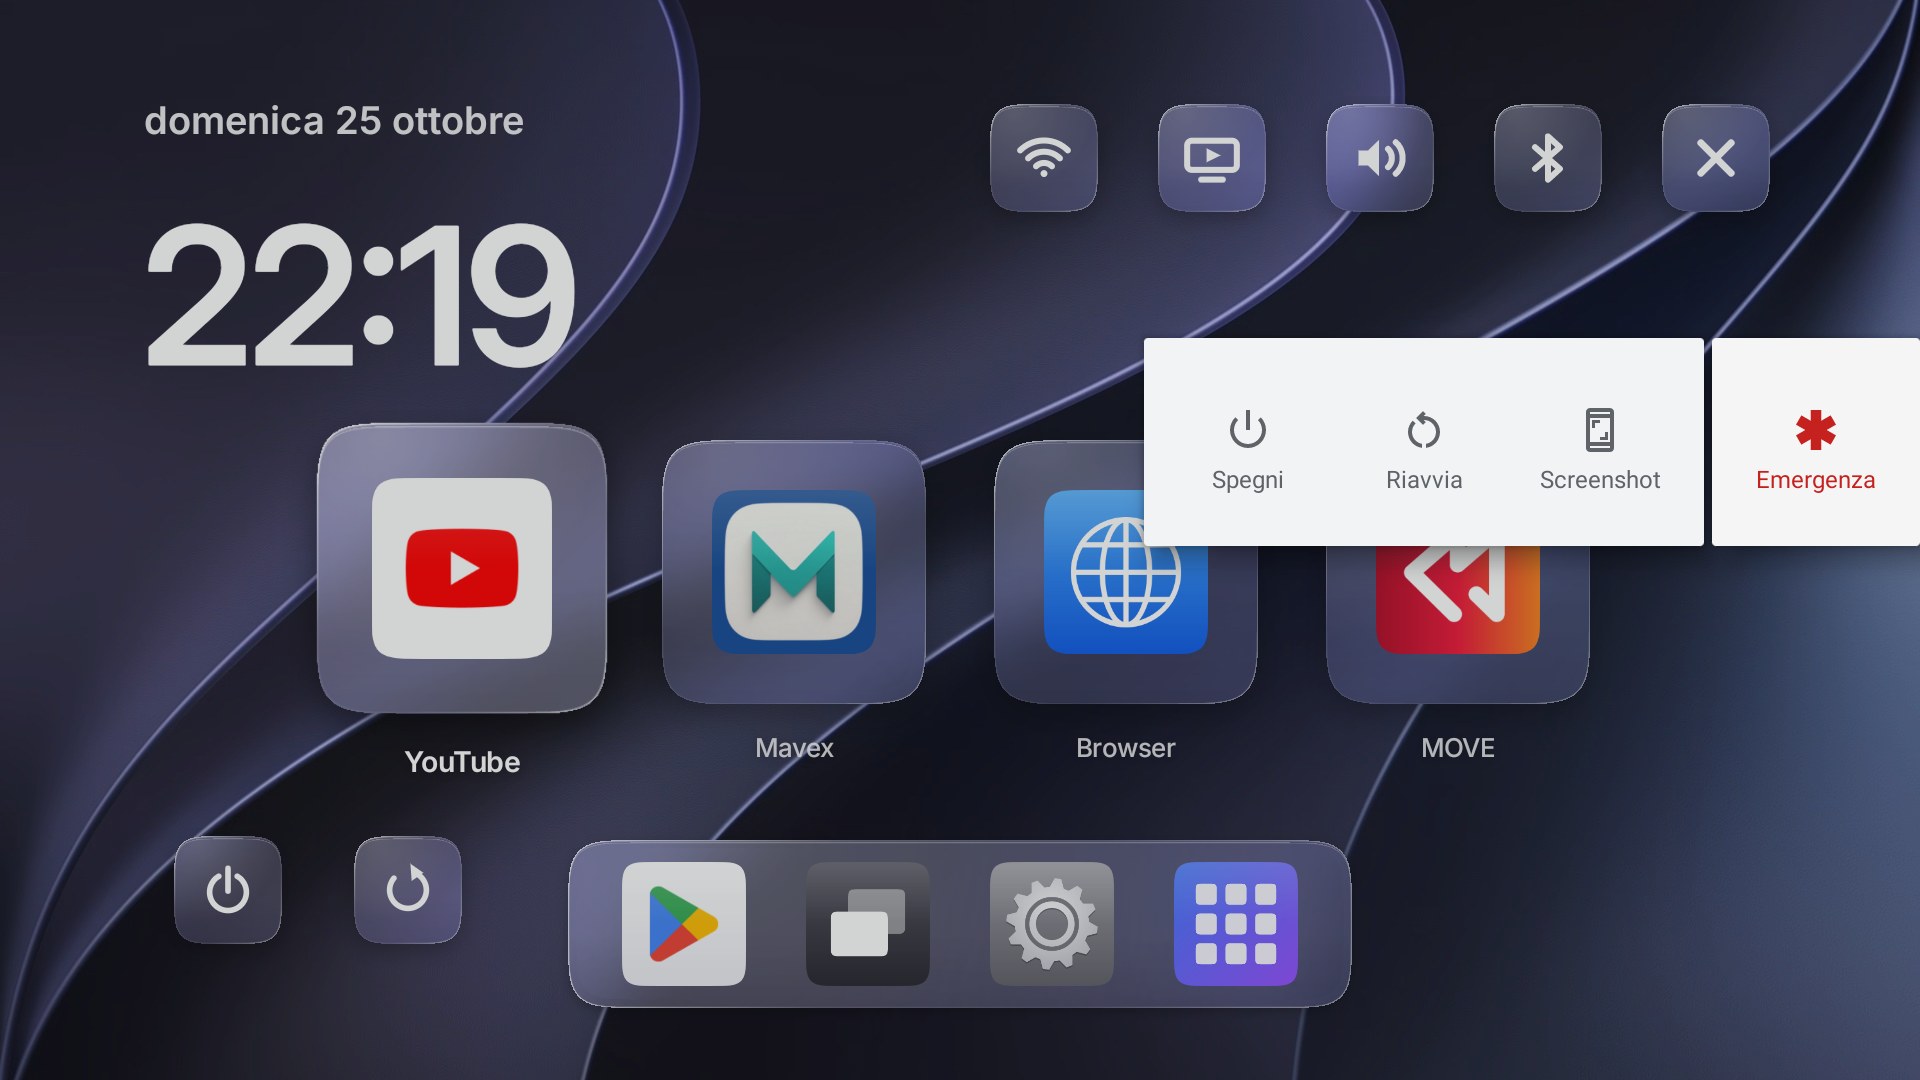 domenica 25 ottobre
22:19
Spegni
Riavvia
Screenshot
Emergenza
YouTube
Mavex
Browser
MOVE